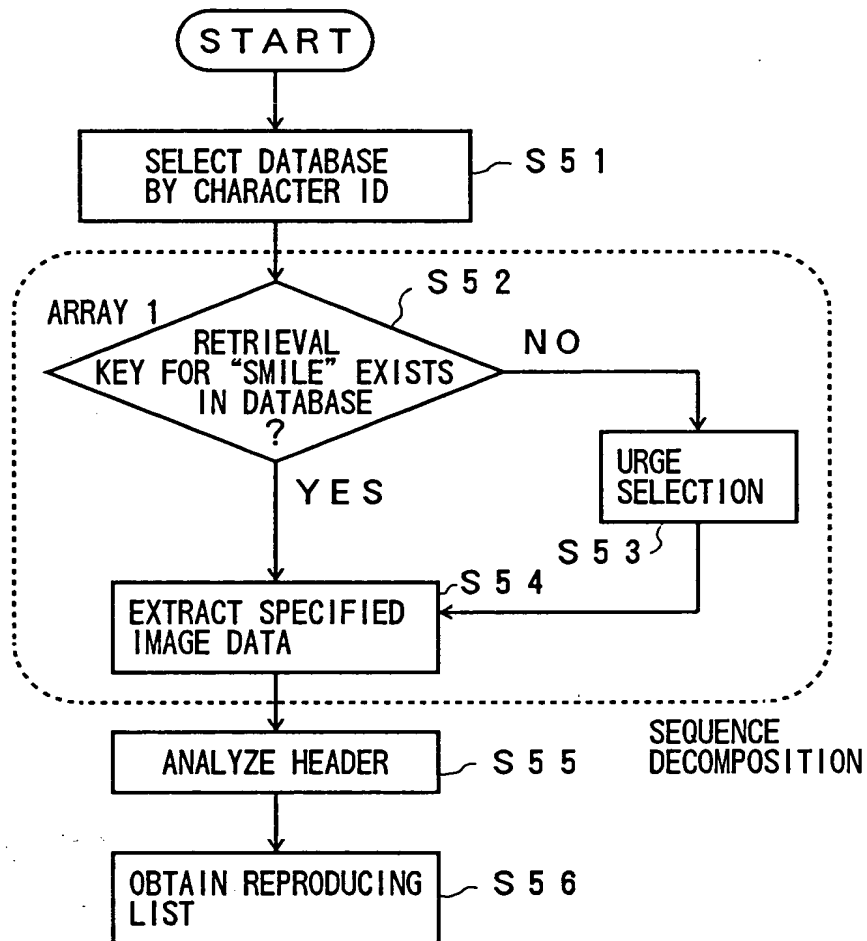 START
SELECT DATABASE
BY CHARACTER ID
S51
S52
ARRAY 1
RETRIEVAL
KEY FOR “SMILE” EXISTS
IN DATABASE
?
NO
YES
URGE
SELECTION
S53
S54
EXTRACT SPECIFIED
IMAGE DATA
SEQUENCE
DECOMPOSITION
ANALYZE HEADER
S55
OBTAIN REPRODUCING
LIST
S56